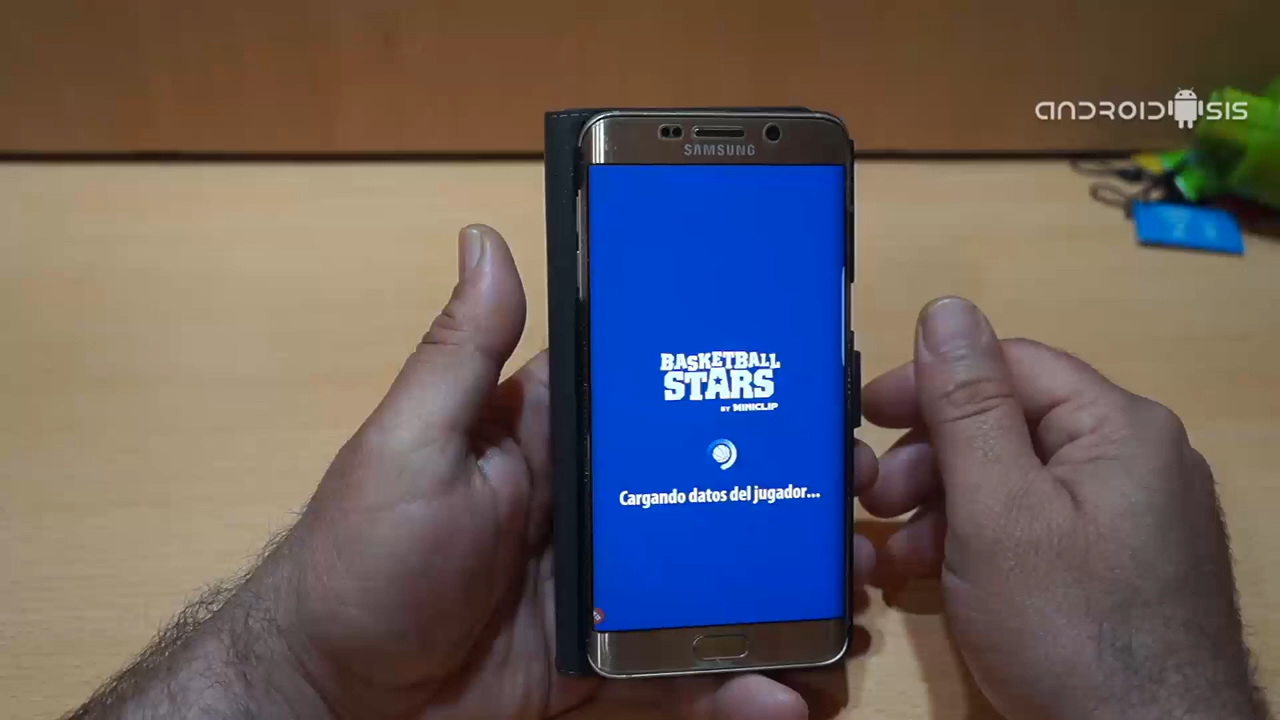 ANDROIDSIS
SAMSUNG
BASKETBALL
STARS
BY MINICLIP
Cargando datos del jugador...